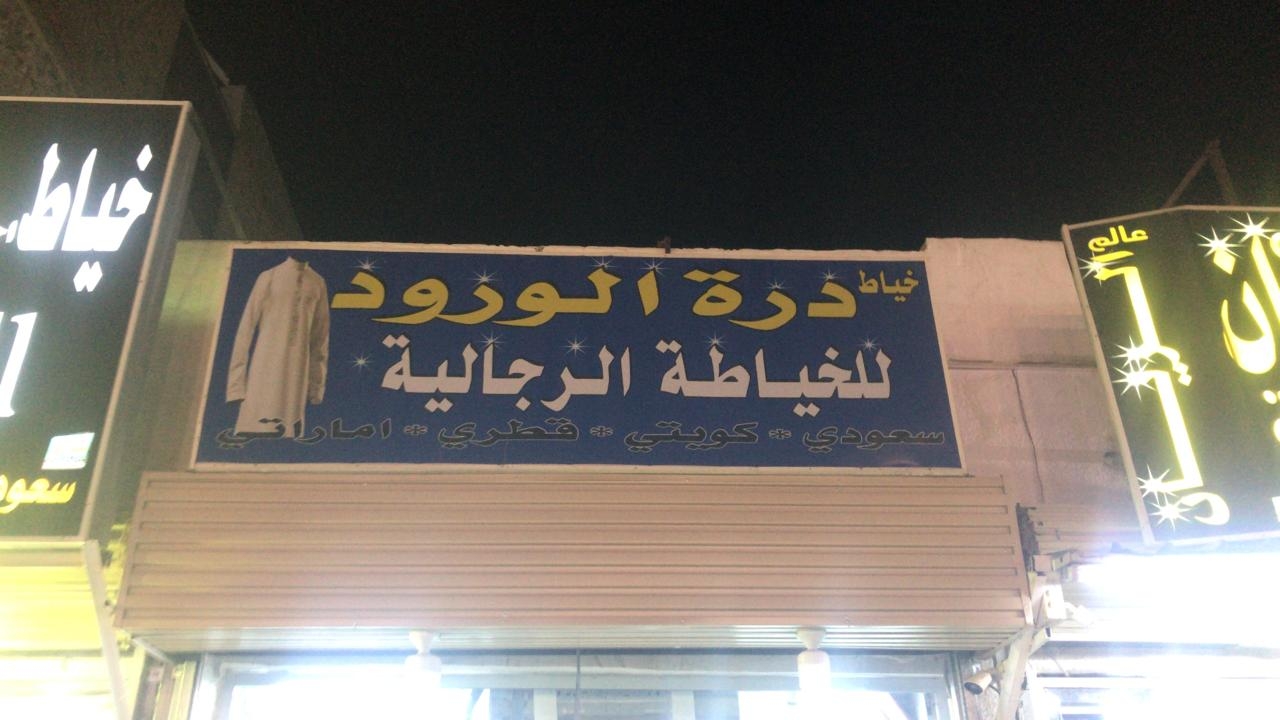 خياط درة الورود
للخياطة الرجالية
سعودي * كويتي * قطري * اماراتي
خياط
عالم